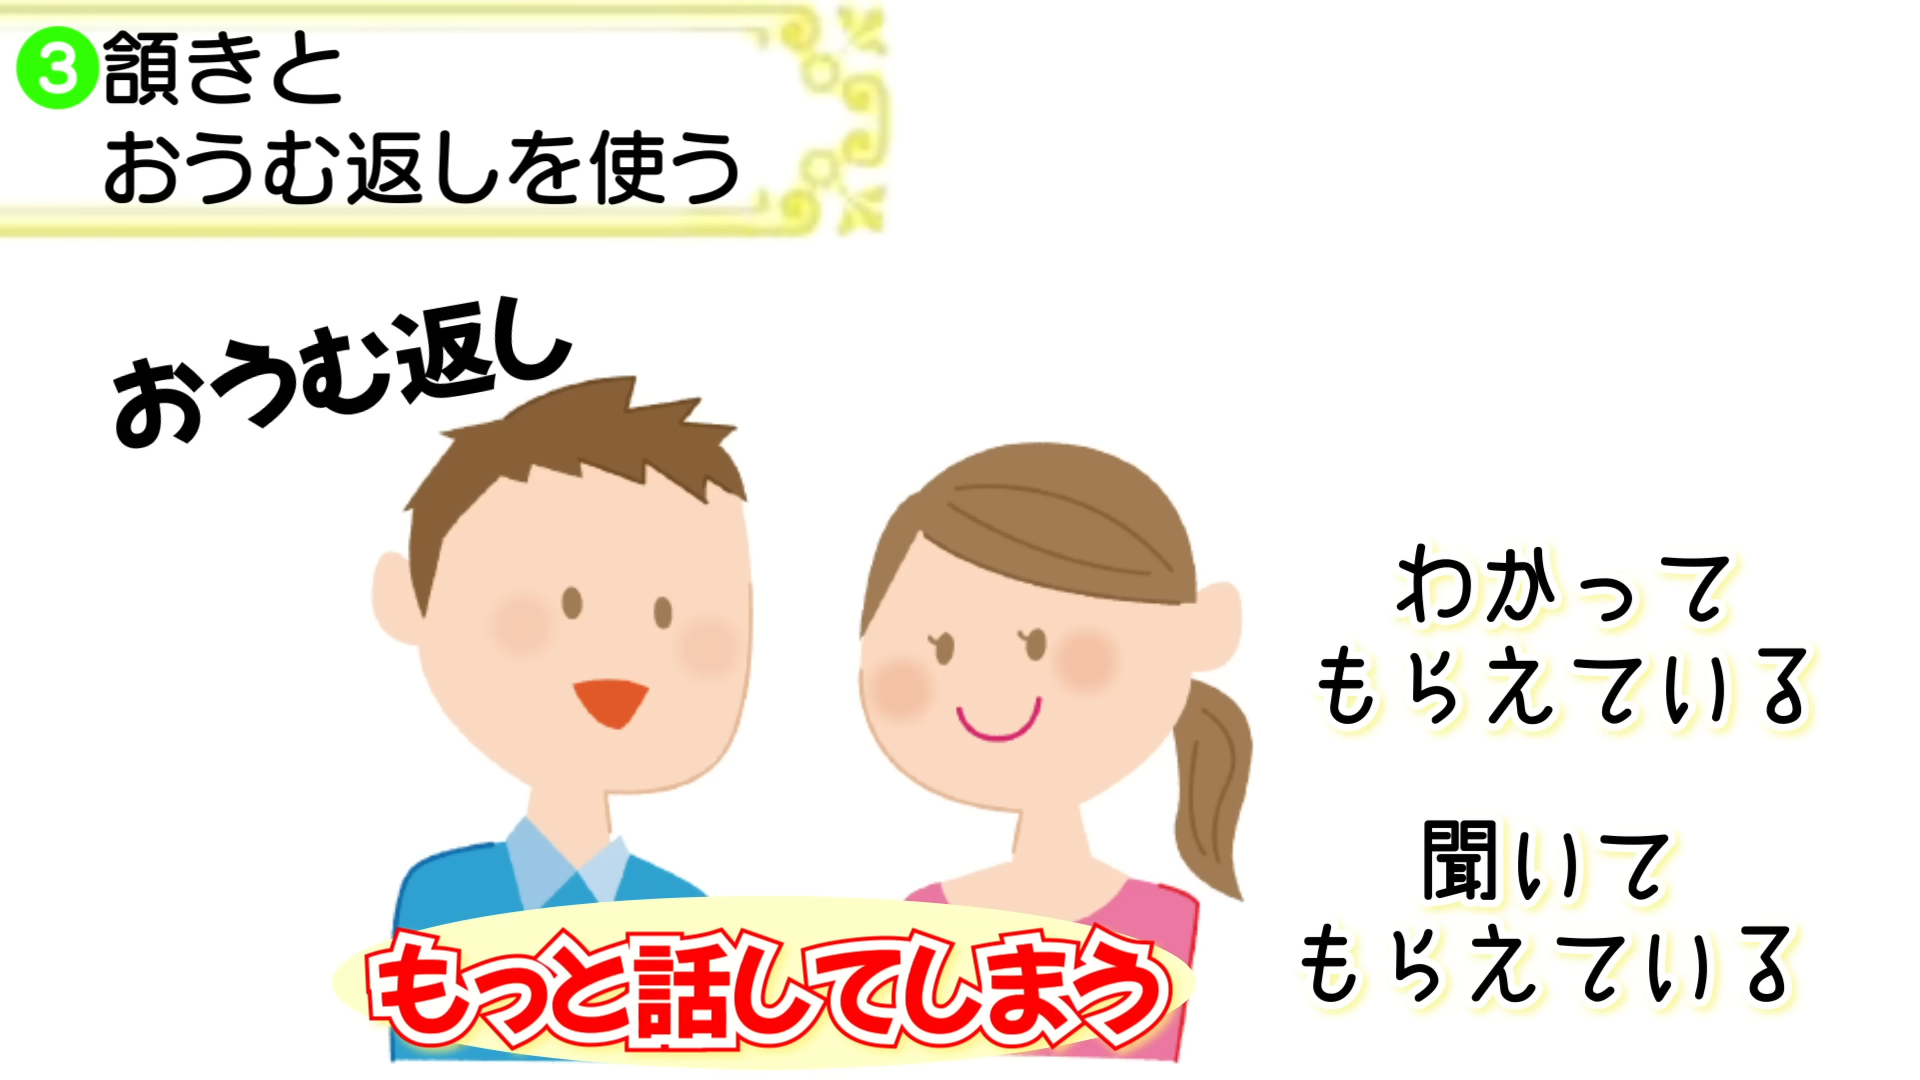 ❸頷きと
おうむ返しを使う
おうむ返し
わかって
もらえている
聞いて
もらえている
もっと話してしまう